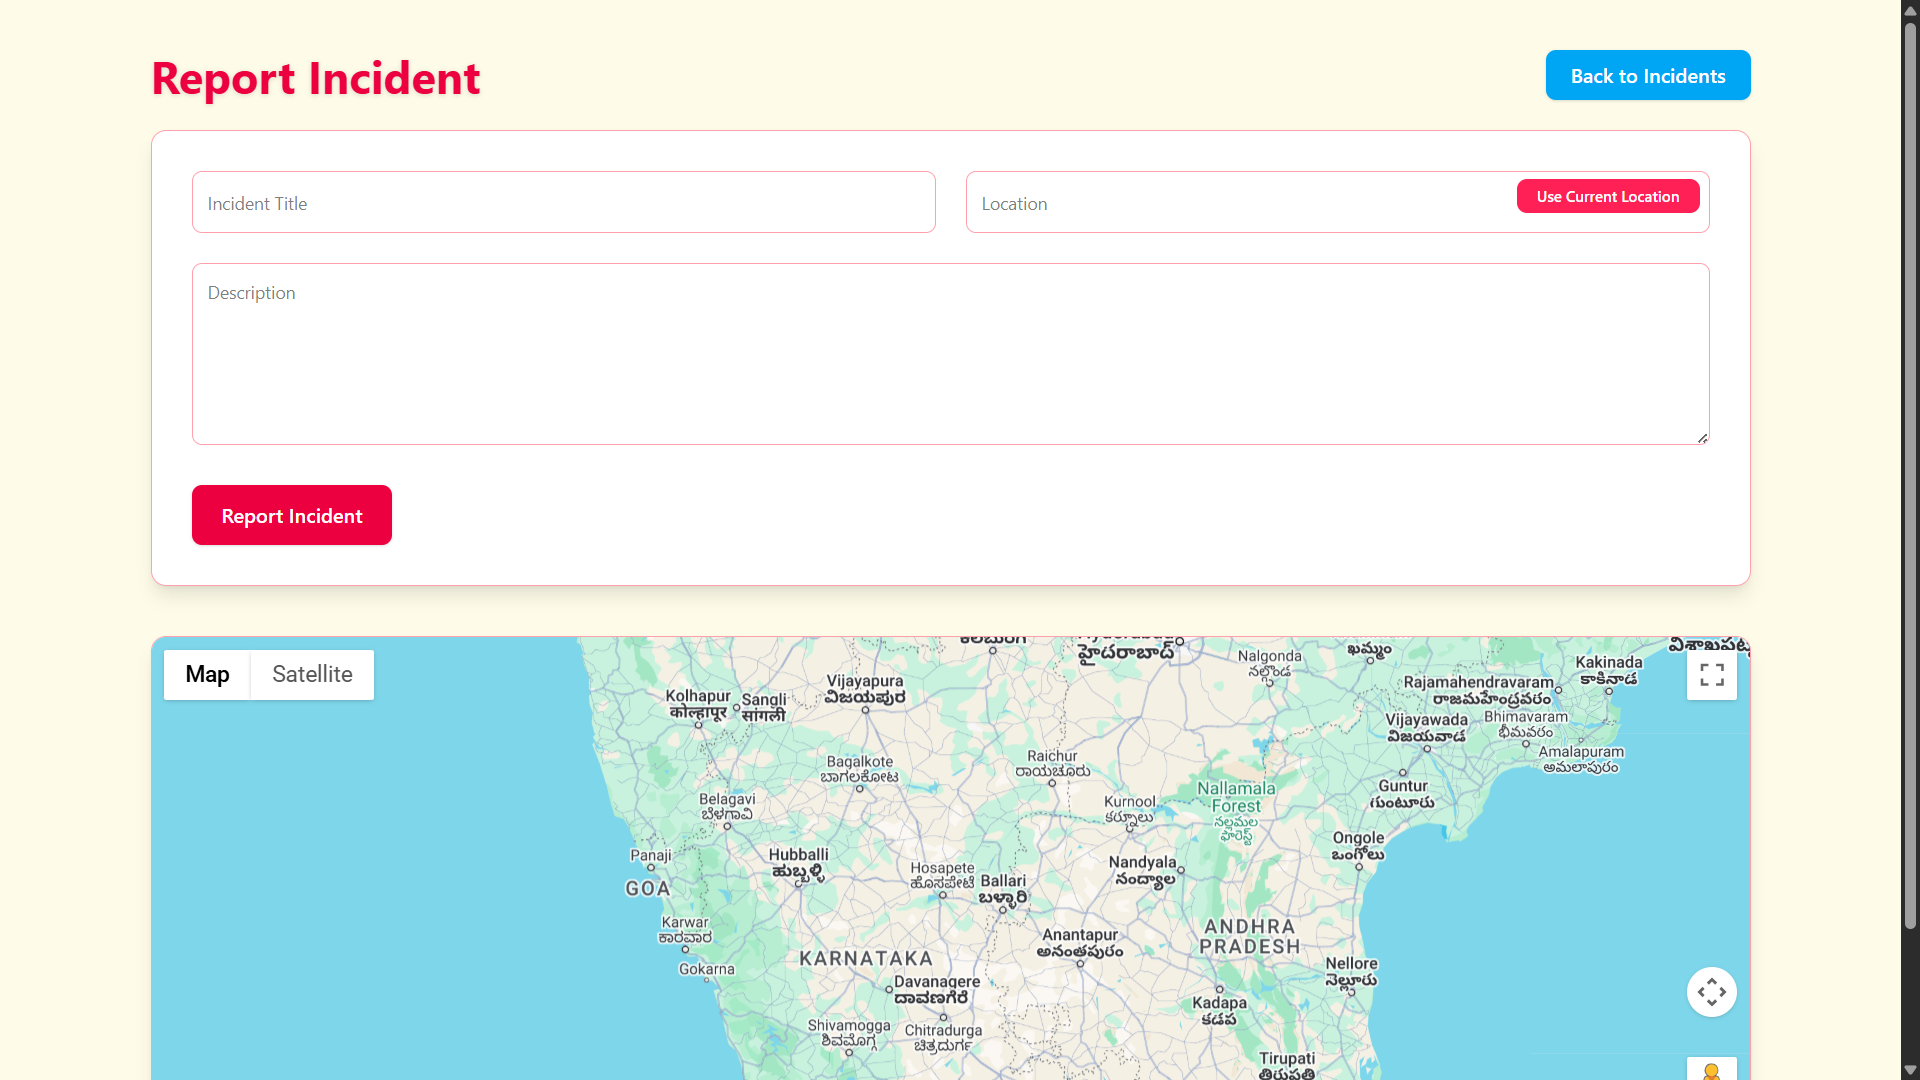 Report Incident
Back to Incidents
Incident Title
Location
Use Current Location
Description
Report Incident
Map
Satellite
Nalgonda
నల్గొండ
హైదరాబాద్
ఖమ్మం
Kakinada
కాకినాడ
Kolhapur
कोल्हापूर
Sangli
सांगली
Vijayapura
ವಿಜಯಪುರ
Rajamahendravaram
రాజమహేంద్రవరం
Vijayawada
విజయవాడ
Bhimavaram
భీమవరం
Amalapuram
అమలాపురం
Bagalkote
ಬಾಗಲಕೋಟ
Raichur
ರಾಯಚೂರು
Guntur
గుంటూరు
Belagavi
ಬೆಳಗಾವಿ
Kurnool
కర్నూలు
Nallamala
Forest
నల్లమల
ఫారెస్ట్
Ongole
ఒంగోలు
Panaji
GOA
Hubballi
ಹುಬ್ಬಳ್ಳಿ
Hosapete
ಹೊಸಪೇಟೆ
Ballari
ಬಳ್ಳಾರಿ
Nandyala
నంద్యాల
Karwar
ಕಾರವಾರ
Gokarna
KARNATAKA
Anantapur
అనంతపురం
ANDHRA
PRADESH
Nellore
నెల్లూరు
Davanagere
ದಾವಣಗೆರೆ
Kadapa
కడప
Shivamogga
ಶಿವಮೊಗ್ಗ
Chitradurga
ಚಿತ್ರದುರ್ಗ
Tirupati
తిరుపతి